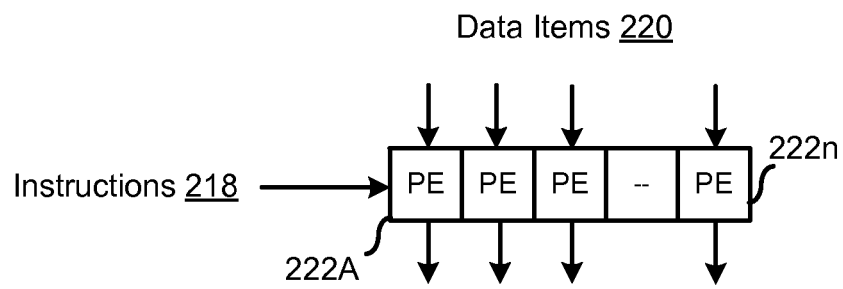 Data Items 220
222n
Instructions 218
PE PE PE -- PE
222A